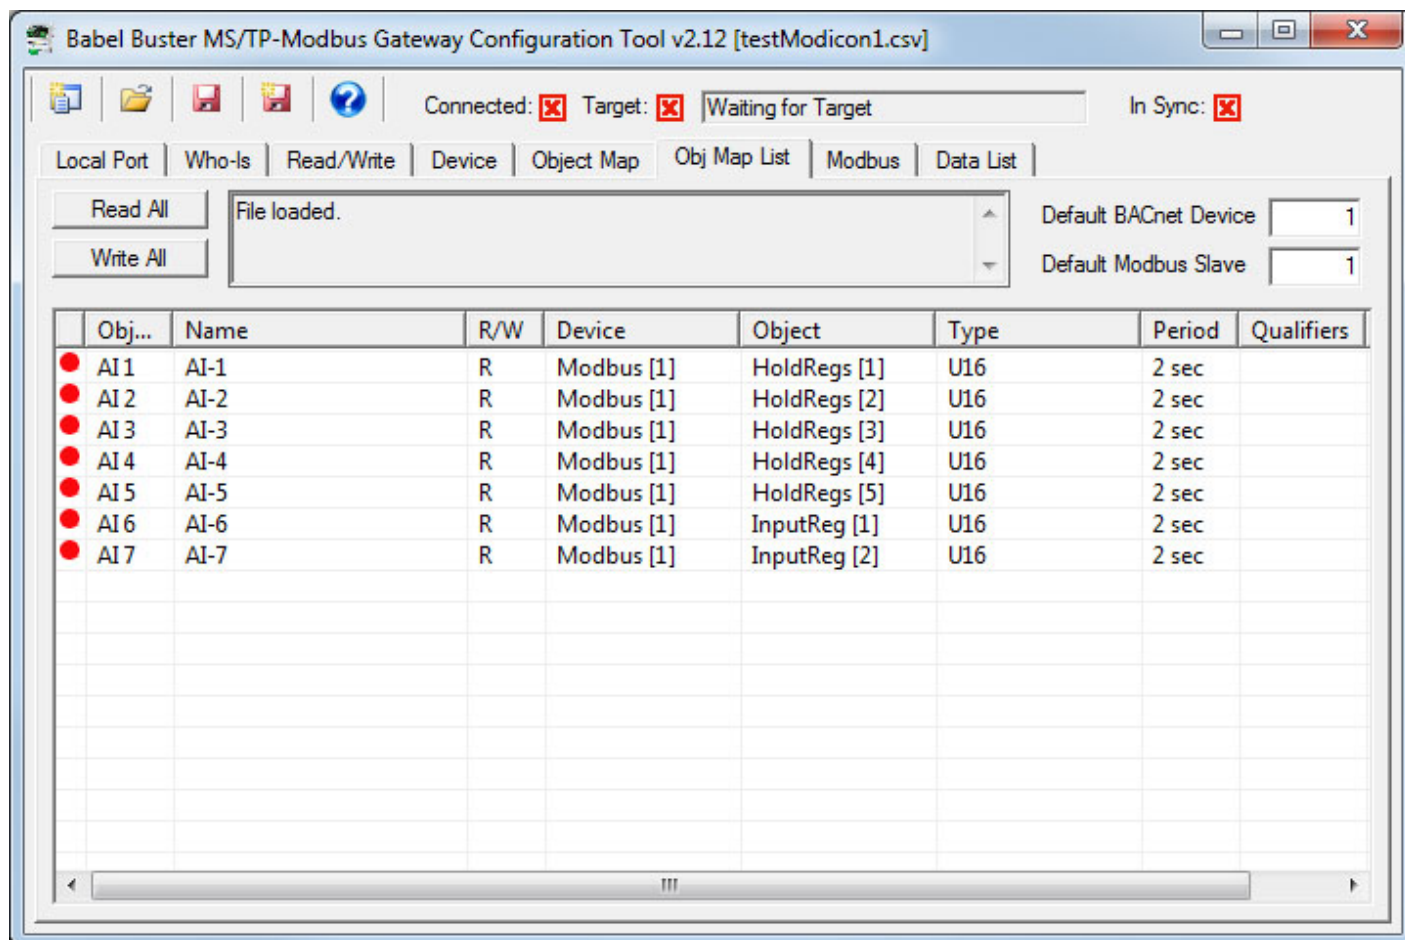 Babel Buster MS/TP-Modbus Gateway Configuration Tool v2.12 [testModicon1.csv]
Connected: Target: Waiting for Target In Sync:
Local Port Who-Is Read/Write Device Object Map Obj Map List Modbus Data List
Read All File loaded. Default BACnet Device 1
Write All Default Modbus Slave 1
Obj... Name R/W Device Object Type Period Qualifiers
AI 1 AI-1 R Modbus [1] HoldRegs [1] U16 2 sec
AI 2 AI-2 R Modbus [1] HoldRegs [2] U16 2 sec
AI 3 AI-3 R Modbus [1] HoldRegs [3] U16 2 sec
AI 4 AI-4 R Modbus [1] HoldRegs [4] U16 2 sec
AI 5 AI-5 R Modbus [1] HoldRegs [5] U16 2 sec
AI 6 AI-6 R Modbus [1] InputReg [1] U16 2 sec
AI 7 AI-7 R Modbus [1] InputReg [2] U16 2 sec